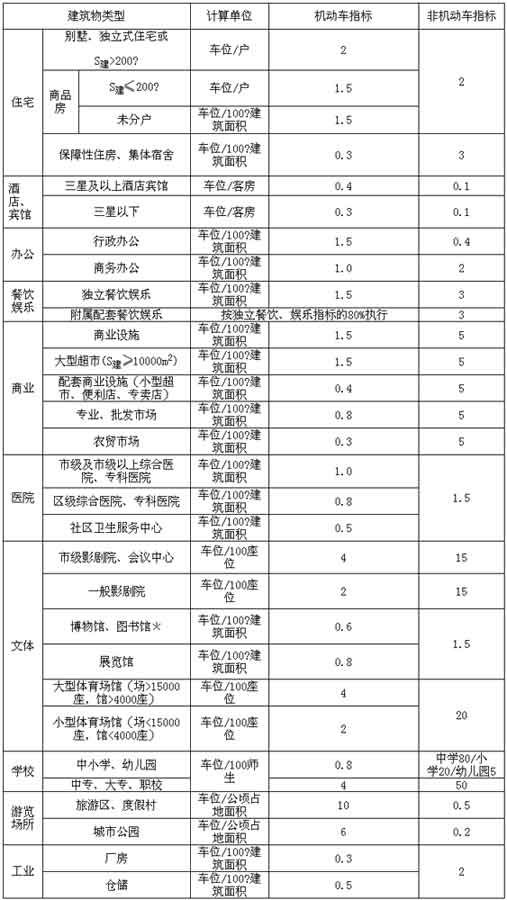 建筑物类型 计算单位 机动车指标 非机动车指标
住宅
别墅、独立式住宅或
S建>200? 车位/户 2 2
商品
房
S建≤200? 车位/户 1.5
未分户 车位/100?建
筑面积 1.5
保障性住房、集体宿舍 车位/100?建
筑面积 0.3 3
酒
店、
宾馆
三星及以上酒店宾馆 车位/客房 0.4 0.1
三星以下 车位/客房 0.3 0.1
办公
行政办公 车位/100?建
筑面积 1.5 0.4
商务办公 车位/100?建
筑面积 1.0 2
餐饮
娱乐
独立餐饮娱乐 车位/100?建
筑面积 1.5 3
附属配套餐饮娱乐 按独立餐饮、娱乐指标的80%执行 3
商业
商业设施 车位/100?建
筑面积 1.5 5
大型超市(S建≥10000m²) 车位/100?建
筑面积 1.5 5
配套商业设施（小型超
市、便利店、专卖店） 车位/100?建
筑面积 0.4 5
专业、批发市场 车位/100?建
筑面积 0.8 5
农贸市场 车位/100?建
筑面积 0.3 5
医院
市级及市级以上综合医
院、专科医院 车位/100?建
筑面积 1.0 1.5
区级综合医院、专科医院 车位/100?建
筑面积 0.8
社区卫生服务中心 车位/100?建
筑面积 0.5
文体
市级影剧院、会议中心 车位/100座
位 4 15
一般影剧院 车位/100座
位 2 15
博物馆、图书馆＊ 车位/100?建
筑面积 0.6 1.5
展览馆 车位/100?建
筑面积 0.8
大型体育场馆（场>15000
座，馆>4000座） 车位/100座
位 4 20
小型体育场馆（场<15000
座，馆<4000座） 车位/100座
位 2
学校
中小学、幼儿园 车位/100师
生 0.8 中学80/小
学20/幼儿园5
中专、大专、职校 4 50
游览
场所
旅游区、度假村 车位/公顷占
地面积 10 0.5
城市公园 车位/公顷占
地面积 6 0.2
工业
厂房 车位/100?建
筑面积 0.3 2
仓储 车位/100?建
筑面积 0.5